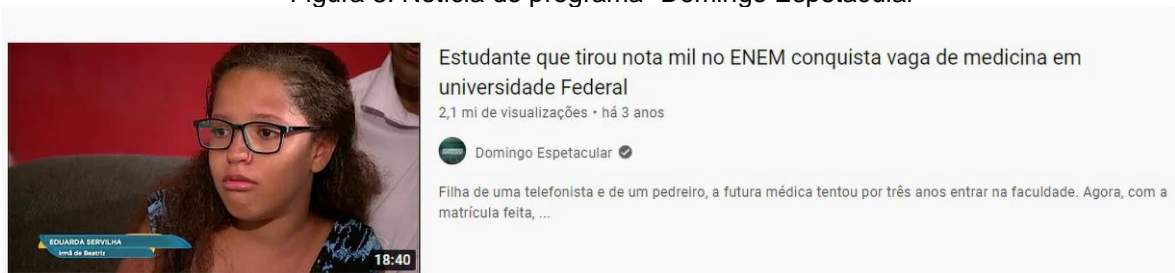 Figura 3: Notícia do programa "Domingo Espetacular"
Estudante que tirou nota mil no ENEM conquista vaga de medicina em
universidade Federal
2,1 mi de visualizações • há 3 anos
Domingo Espetacular
Filha de uma telefonista e de um pedreiro, a futura médica tentou por três anos entrar na faculdade. Agora, com a
matrícula feita, ...
EDUARDA SERVILHA
Irmã de Beatriz
18:40